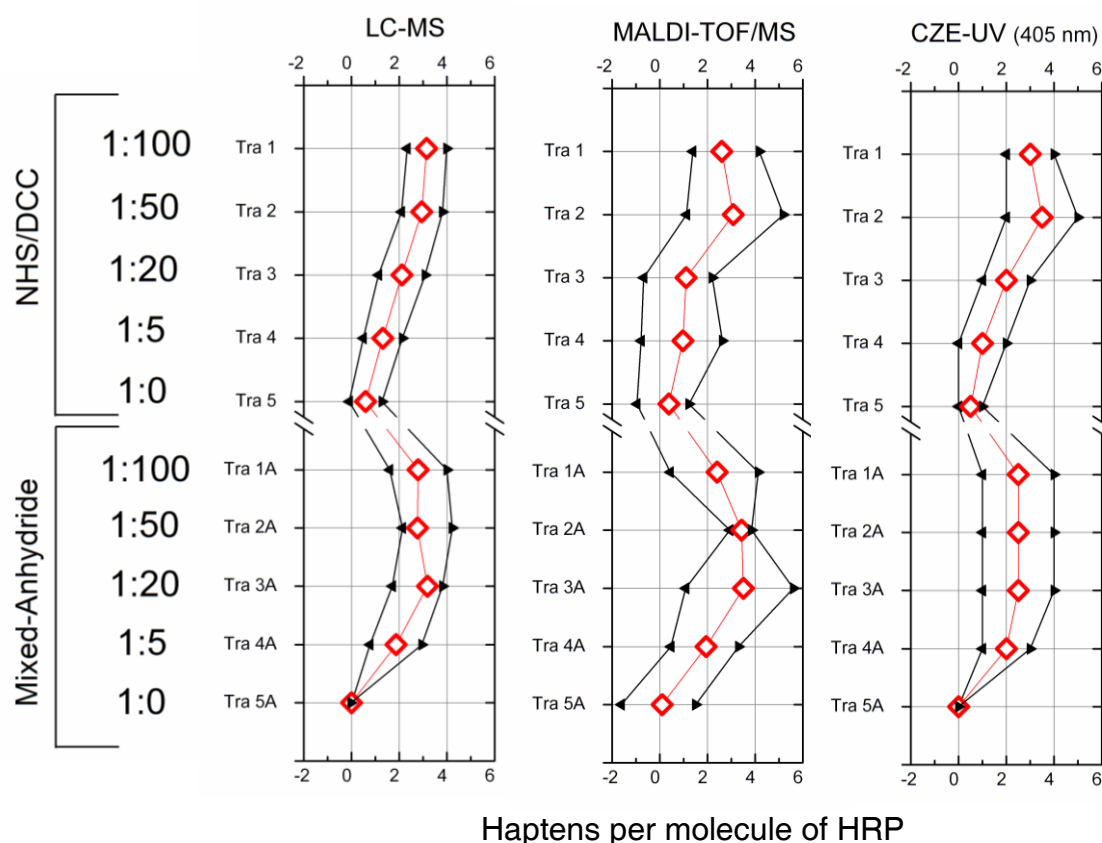 LC-MS
MALDI-TOF/MS
CZE-UV (405 nm)
-2 0 2 4 6
-2 0 2 4 6
-2 0 2 4 6
NHS/DCC
1:100 Tra 1 Tra 1 Tra 1
1:50 Tra 2 Tra 2 Tra 2
1:20 Tra 3 Tra 3 Tra 3
1:5 Tra 4 Tra 4 Tra 4
1:0 Tra 5 Tra 5 Tra 5
Mixed-Anhydride
1:100 Tra 1A Tra 1A Tra 1A
1:50 Tra 2A Tra 2A Tra 2A
1:20 Tra 3A Tra 3A Tra 3A
1:5 Tra 4A Tra 4A Tra 4A
1:0 Tra 5A Tra 5A Tra 5A
-2 0 2 4 6
-2 0 2 4 6
-2 0 2 4 6
Haptens per molecule of HRP